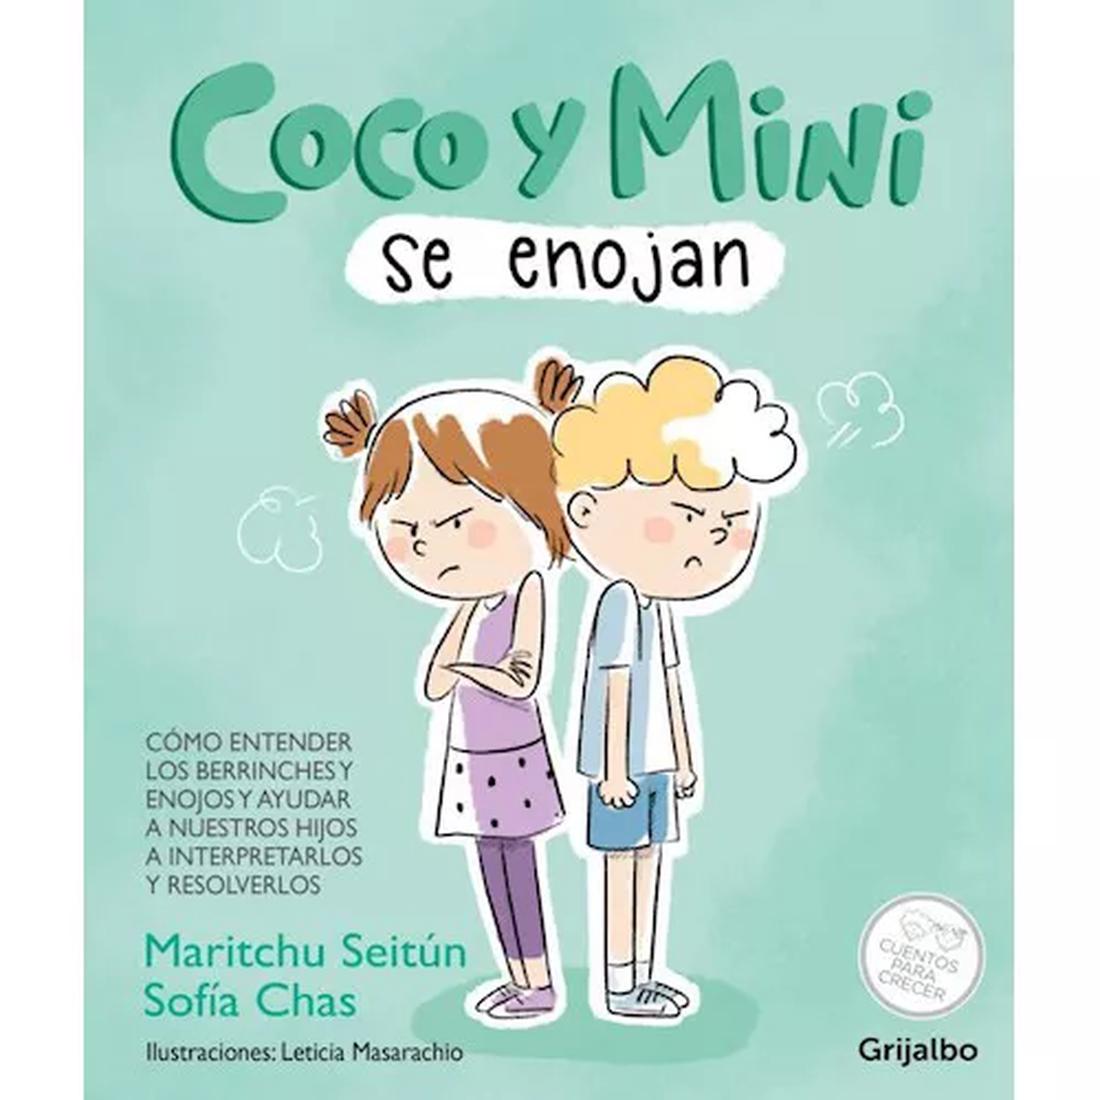 Coco y Mini
se enojan
CÓMO ENTENDER
LOS BERRINCHES Y
ENOJOS Y AYUDAR
A NUESTROS HIJOS
A INTERPRETARLOS
Y RESOLVERLOS
Maritchu Seitún
Sofía Chas
Ilustraciones: Leticia Masarachio
CUENTOS
PARA
CRECER
Grijalbo